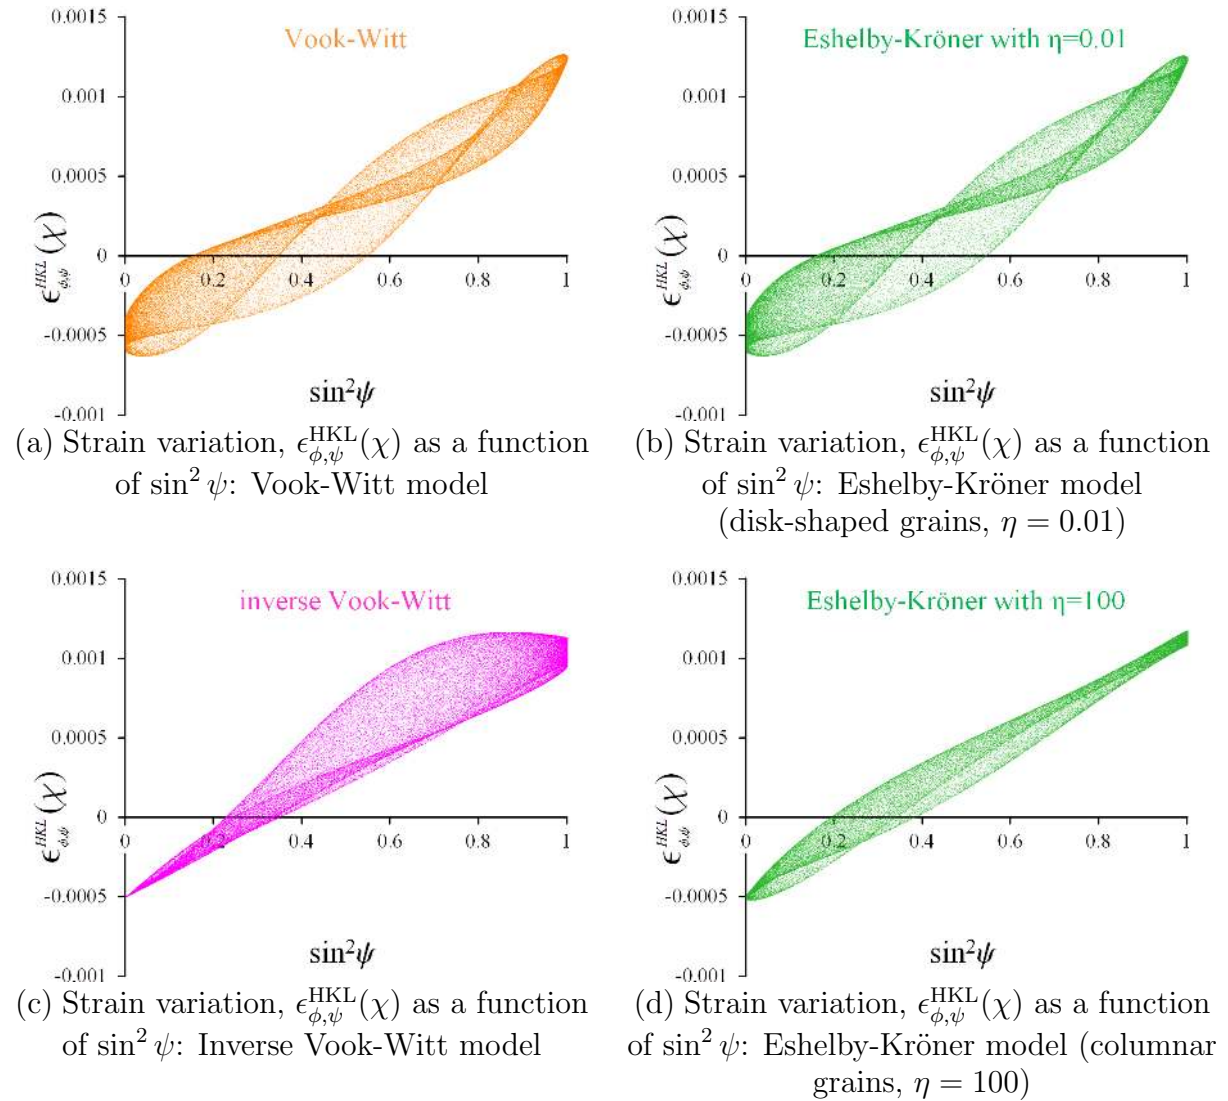 0.0015
Vook-Witt
0.001
0.0005
0
0 0.2 0.4 0.6 0.8 1
-0.0005
-0.001
ϵ^{HKL}_{ϕ,ψ}(χ)
sin²ψ
(a) Strain variation, ϵ^{HKL}_{ϕ,ψ}(χ) as a function
of sin² ψ: Vook-Witt model
0.0015
Eshelby-Kröner with η=0.01
0.001
0.0005
0
0 0.2 0.4 0.6 0.8 1
-0.0005
-0.001
ϵ^{HKL}_{ϕ,ψ}(χ)
sin²ψ
(b) Strain variation, ϵ^{HKL}_{ϕ,ψ}(χ) as a function
of sin² ψ: Eshelby-Kröner model
(disk-shaped grains, η = 0.01)
0.0015
inverse Vook-Witt
0.001
0.0005
0
0 0.2 0.4 0.6 0.8 1
-0.0005
-0.001
ϵ^{HKL}_{ϕ,ψ}(χ)
sin²ψ
(c) Strain variation, ϵ^{HKL}_{ϕ,ψ}(χ) as a function
of sin² ψ: Inverse Vook-Witt model
0.0015
Eshelby-Kröner with η=100
0.001
0.0005
0
0 0.2 0.4 0.6 0.8 1
-0.0005
-0.001
ϵ^{HKL}_{ϕ,ψ}(χ)
sin²ψ
(d) Strain variation, ϵ^{HKL}_{ϕ,ψ}(χ) as a function
of sin² ψ: Eshelby-Kröner model (columnar
grains, η = 100)